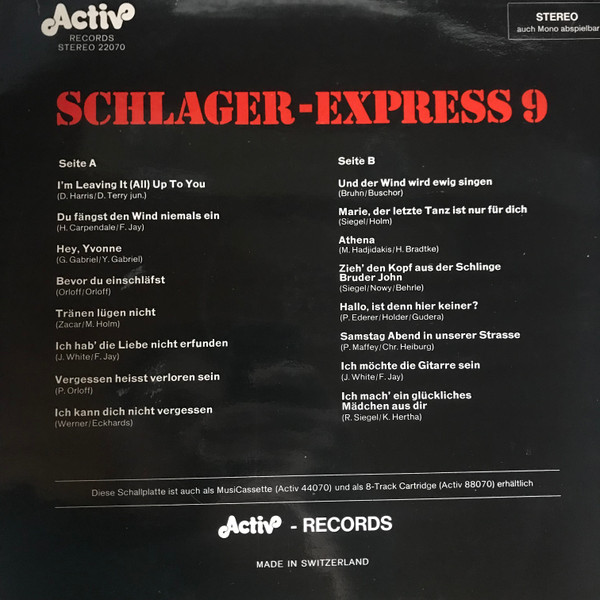 Activ
RECORDS
STEREO 22070
STEREO
auch Mono abspielbar
SCHLAGER-EXPRESS 9
Seite A
I'm Leaving It (All) Up To You
(D. Harris/D. Terry jun.)
Du fängst den Wind niemals ein
(H. Carpendale/F. Jay)
Hey, Yvonne
(G. Gabriel/Y. Gabriel)
Bevor du einschläfst
(Orloff/Orloff)
Tränen lügen nicht
(Zacar/M. Holm)
Ich hab' die Liebe nicht erfunden
(J. White/F. Jay)
Vergessen heisst verloren sein
(P. Orloff)
Ich kann dich nicht vergessen
(Werner/Eckhards)
Seite B
Und der Wind wird ewig singen
(Bruhn/Buschor)
Marie, der letzte Tanz ist nur für dich
(Siegel/Holm)
Athena
(M. Hadjidakis/H. Bradtke)
Zieh' den Kopf aus der Schlinge
Bruder John
(Siegel/Nowy/Behrle)
Hallo, ist denn hier keiner?
(P. Ederer/Holder/Gudera)
Samstag Abend in unserer Strasse
(P. Maffey/Chr. Heiburg)
Ich möchte die Gitarre sein
(J. White/F. Jay)
Ich mach' ein glückliches
Mädchen aus dir
(R. Siegel/K. Hertha)
Diese Schallplatte ist auch als MusiCassette (Activ 44070) und als 8-Track Cartridge (Activ 88070) erhältlich
Activ - RECORDS
MADE IN SWITZERLAND